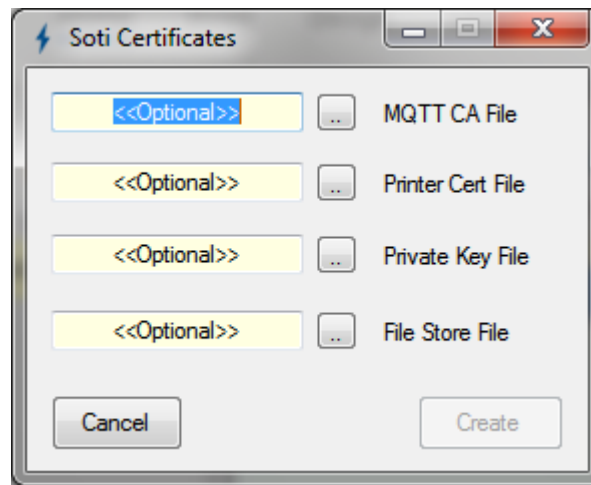 Soti Certificates
<<Optional>> .. MQTT CA File
<<Optional>> .. Printer Cert File
<<Optional>> .. Private Key File
<<Optional>> .. File Store File
Cancel Create